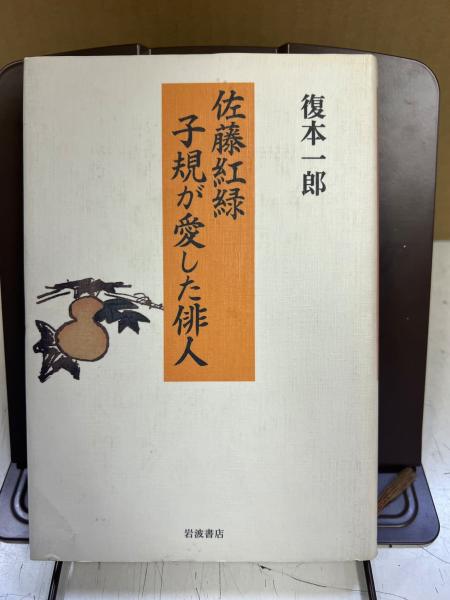 復本一郎
佐藤紅緑
子規が愛した俳人
岩波書店